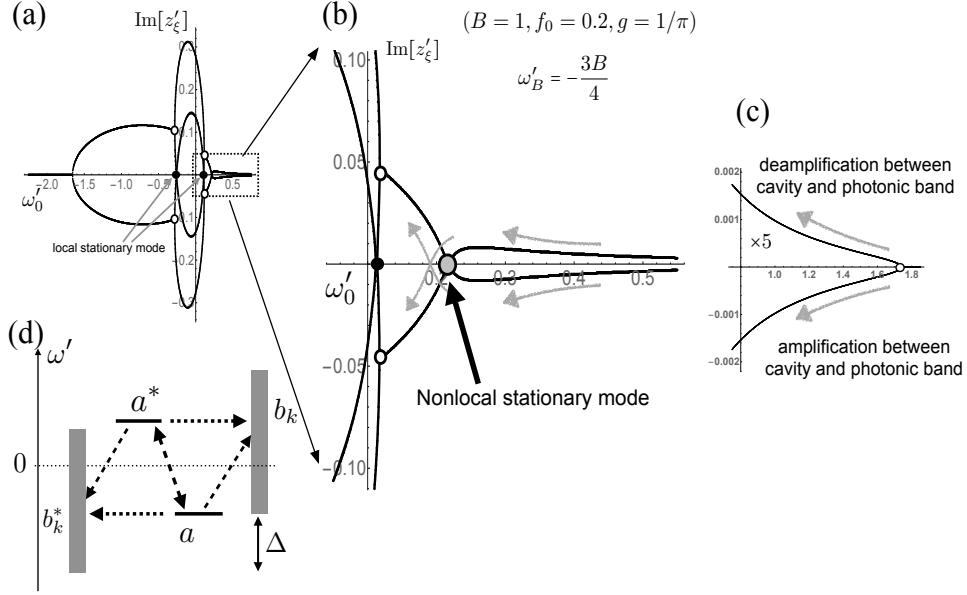 (a)
Im[z′ξ]
0.3
0.2
0.1
−2.0
−1.5
−1.0
−0.5
0.5
ω′0
local stationary mode
0.1
−0.2
−0.3
(b)
Im[z′ξ]
(B = 1, f0 = 0.2, g = 1/π)
ω′B = −3B/4
0.10
0.05
ω′0
0.2
0.3
0.4
0.5
−0.05
−0.10
Nonlocal stationary mode
(c)
deamplification between
cavity and photonic band
0.002
0.001
×5
1.0
1.2
1.4
1.6
1.8
−0.001
−0.002
amplification between
cavity and photonic band
(d)
ω′
a*
bk
0
b*k
a
Δ